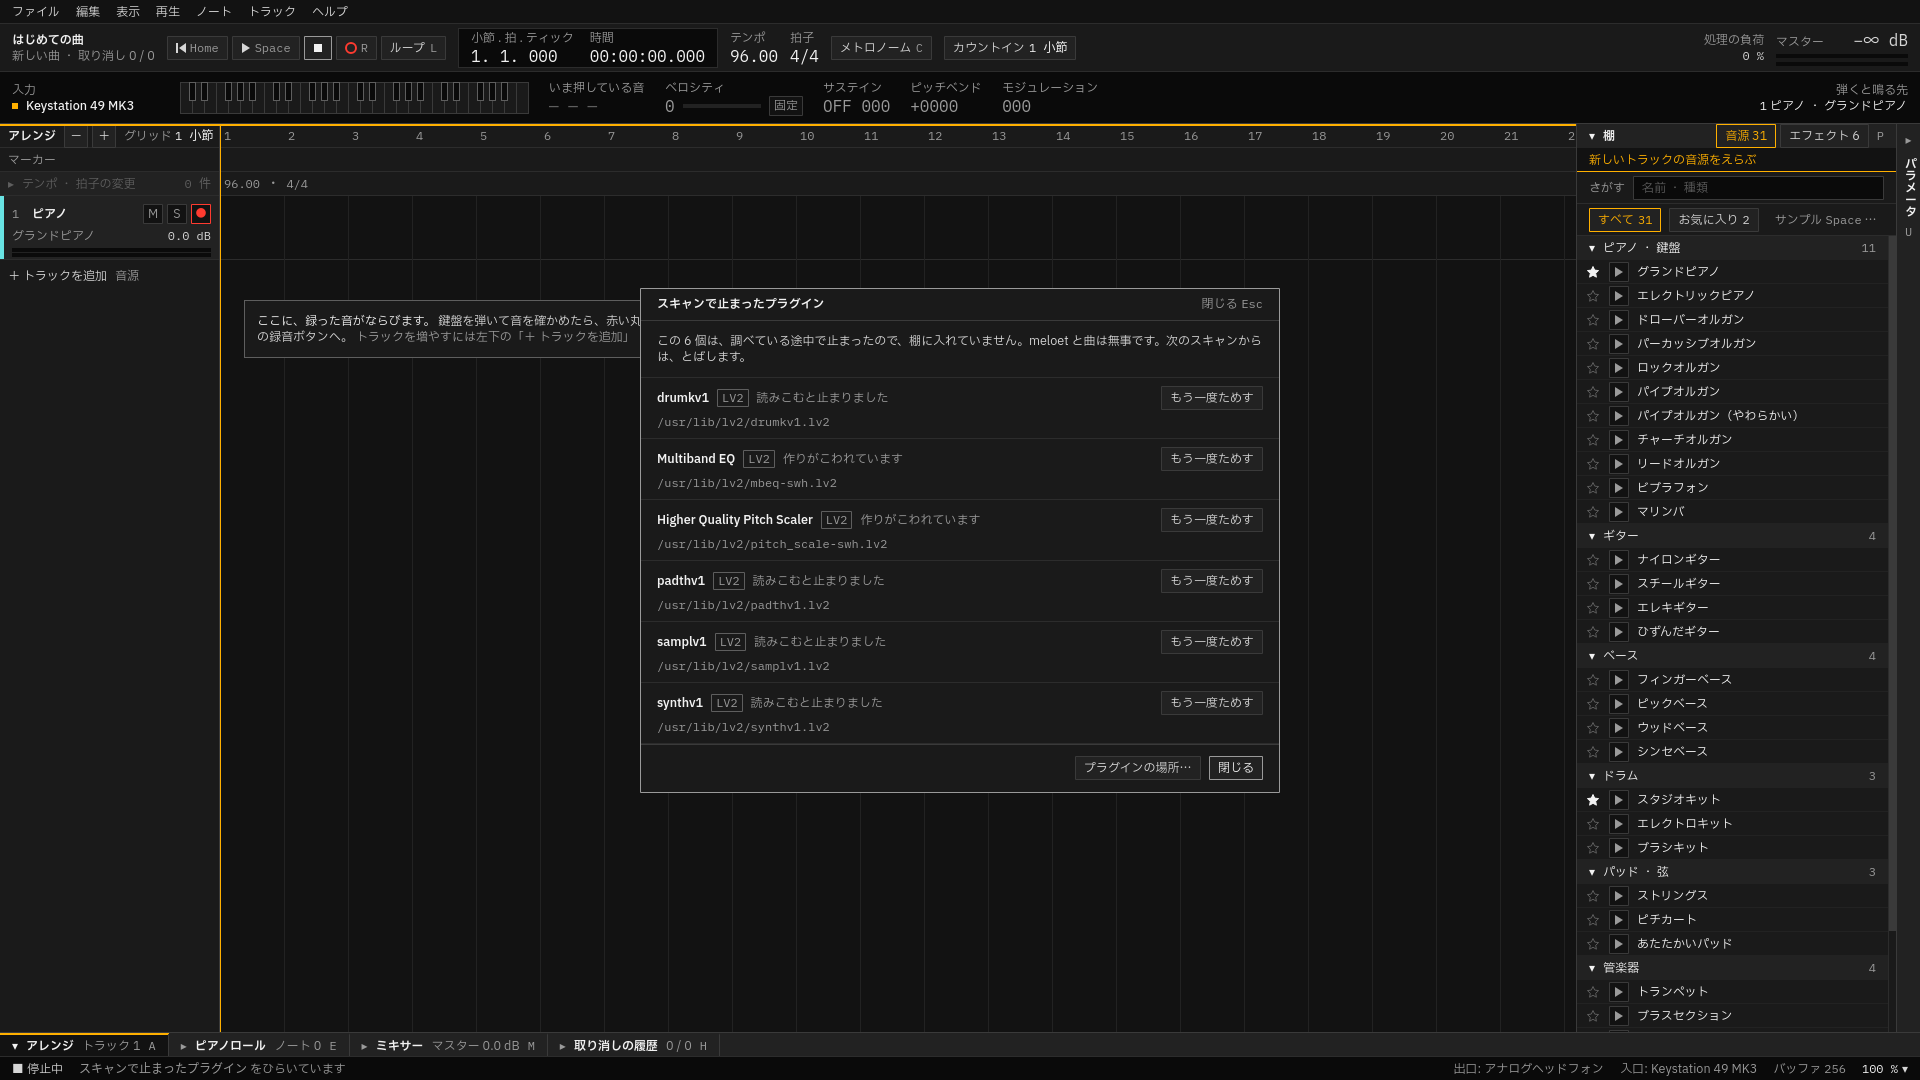 ファイル 編集 表示 再生 ノート トラック ヘルプ
はじめての曲
新しい曲 · 取り消し 0 / 0
Home Space R ループ L
小節 . 拍 . ティック 時間
1. 1. 000 00:00:00.000
テンポ 拍子
96.00 4/4
メトロノーム C カウントイン 1 小節
処理の負荷 マスター −∞ dB
0 %
入力
Keystation 49 MK3
いま押している音 ベロシティ サステイン ピッチベンド モジュレーション
— — — 0 固定 OFF 000 +0000 000
弾くと鳴る先
1 ピアノ · グランドピアノ
アレンジ − + グリッド 1 小節
1 2 3 4 5 6 7 8 9 10 11 12 13 14 15 16 17 18 19 20 21 2
マーカー
▸ テンポ · 拍子の変更 0 件
96.00 · 4/4
1 ピアノ M S
グランドピアノ 0.0 dB
+ トラックを追加 音源
ここに、録った音がならびます。 鍵盤を弾いて音を確かめたら、赤い丸
の録音ボタンへ。 トラックを増やすには左下の「+ トラックを追加」
スキャンで止まったプラグイン 閉じる Esc
この 6 個は、調べている途中で止まったので、棚に入れていません。meloet と曲は無事です。次のスキャンから
は、とばします。
drumkv1 LV2 読みこむと止まりました もう一度ためす
/usr/lib/lv2/drumkv1.lv2
Multiband EQ LV2 作りがこわれています もう一度ためす
/usr/lib/lv2/mbeq-swh.lv2
Higher Quality Pitch Scaler LV2 作りがこわれています もう一度ためす
/usr/lib/lv2/pitch_scale-swh.lv2
padthv1 LV2 読みこむと止まりました もう一度ためす
/usr/lib/lv2/padthv1.lv2
samplv1 LV2 読みこむと止まりました もう一度ためす
/usr/lib/lv2/samplv1.lv2
synthv1 LV2 読みこむと止まりました もう一度ためす
/usr/lib/lv2/synthv1.lv2
プラグインの場所… 閉じる
▾ 棚 音源 31 エフェクト 6 P
新しいトラックの音源をえらぶ
さがす 名前 · 種類
すべて 31 お気に入り 2 サンプル Space …
▾ ピアノ · 鍵盤 11
グランドピアノ
エレクトリックピアノ
ドローバーオルガン
パーカッシブオルガン
ロックオルガン
パイプオルガン
パイプオルガン（やわらかい）
チャーチオルガン
リードオルガン
ビブラフォン
マリンバ
▾ ギター 4
ナイロンギター
スチールギター
エレキギター
ひずんだギター
▾ ベース 4
フィンガーベース
ピックベース
ウッドベース
シンセベース
▾ ドラム 3
スタジオキット
エレクトロキット
ブラシキット
▾ パッド · 弦 3
ストリングス
ピチカート
あたたかいパッド
▾ 管楽器 4
トランペット
ブラスセクション
▸ パラメータ U
▾ アレンジ トラック 1 A ▸ ピアノロール ノート 0 E ▸ ミキサー マスター 0.0 dB M ▸ 取り消しの履歴 0 / 0 H
■ 停止中 スキャンで止まったプラグイン をひらいています
出口: アナログヘッドフォン 入口: Keystation 49 MK3 バッファ 256 100 % ▾